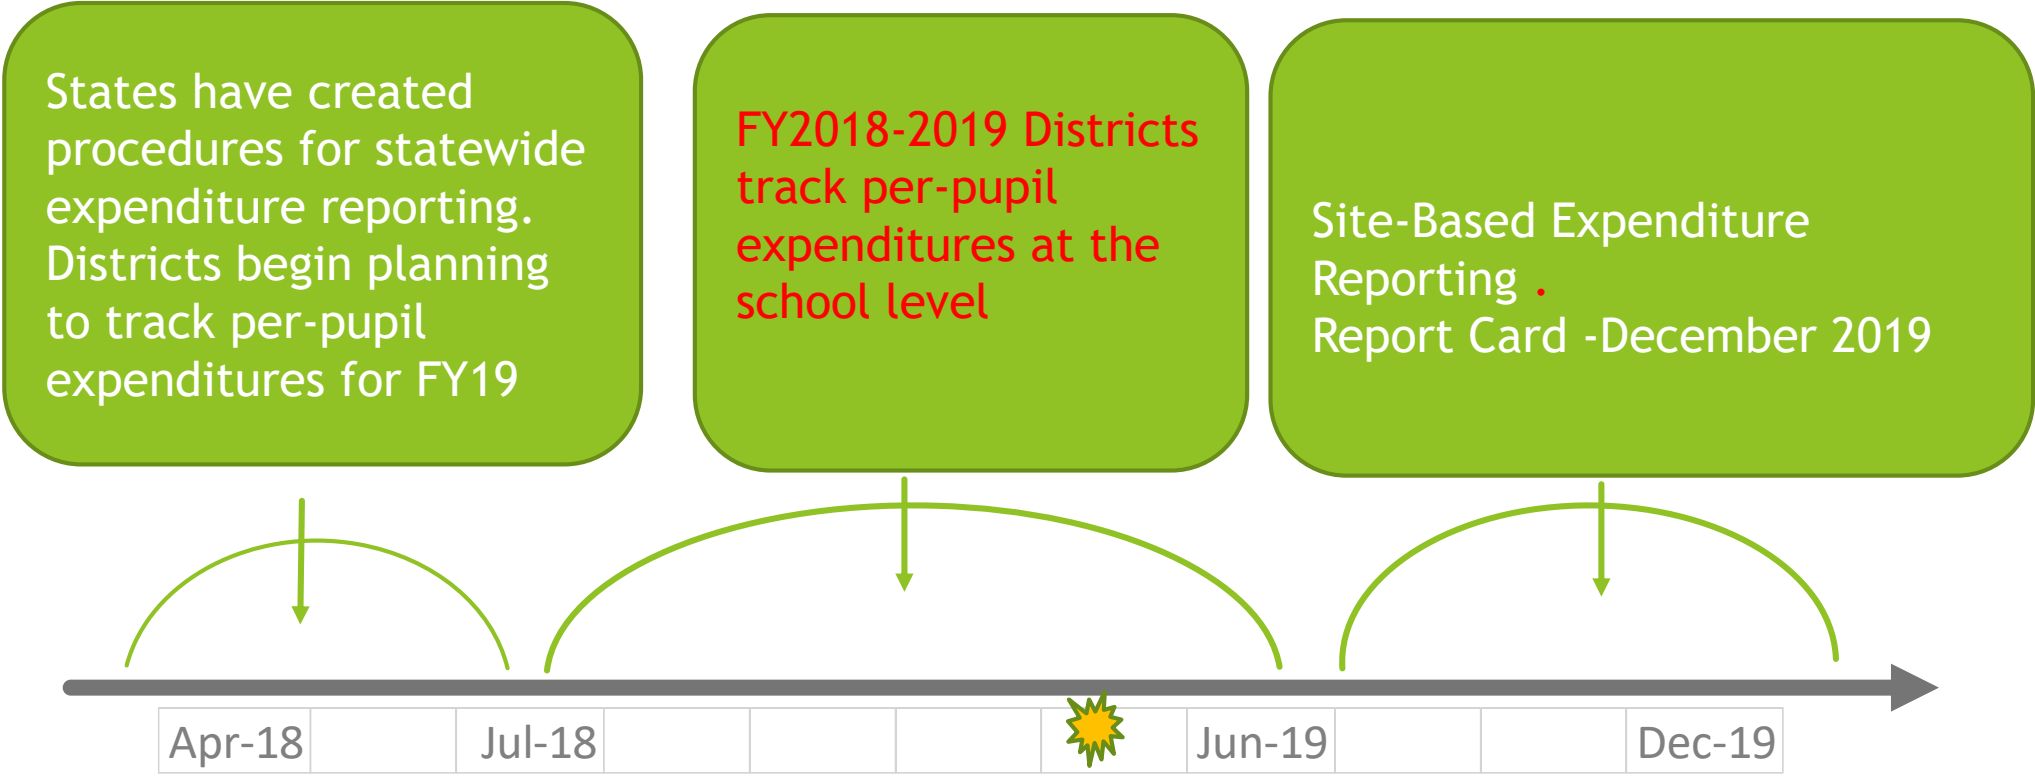 States have created
procedures for statewide
expenditure reporting.
Districts begin planning
to track per-pupil
expenditures for FY19
FY2018-2019 Districts
track per-pupil
expenditures at the
school level
Site-Based Expenditure
Reporting .
Report Card -December 2019
Apr-18
Jul-18
Jun-19
Dec-19